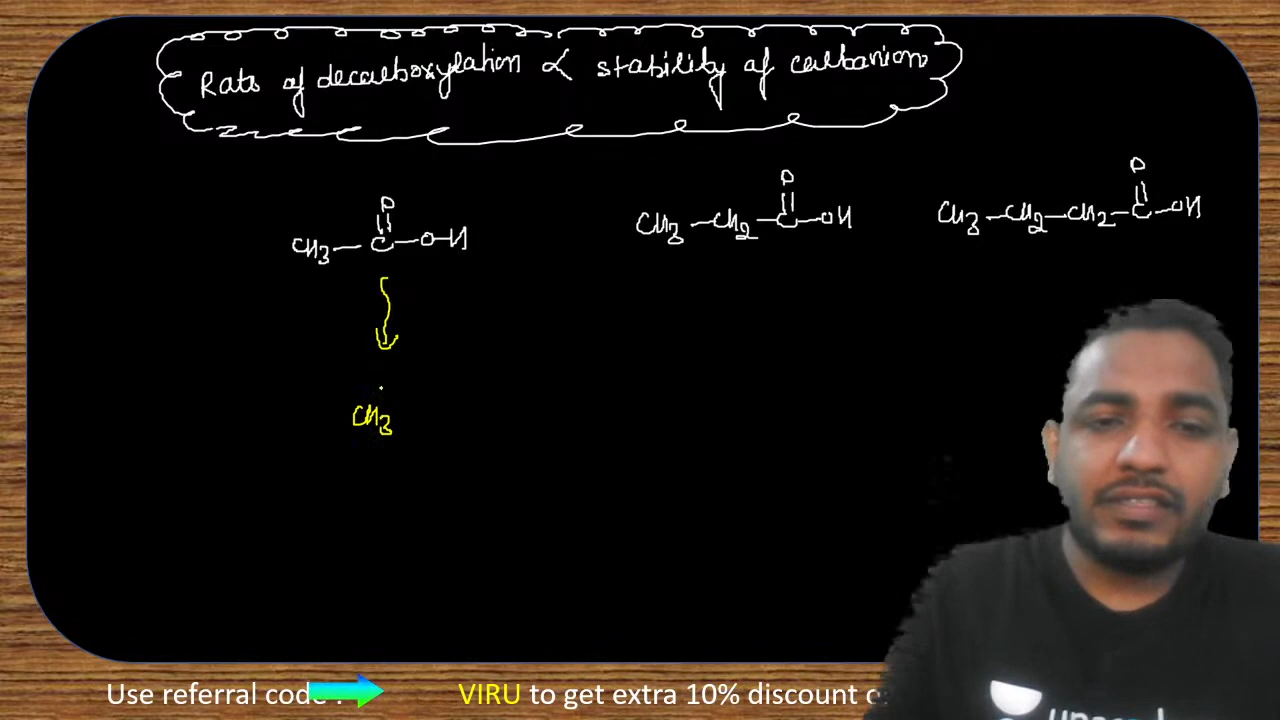 Rate of decarboxylation ∝ stability of carbanion
O O O
CH3—C—O—H CH3—CH2—C—OH CH3—CH2—CH2—C—OH
CH3
Use referral code :
VIRU to get extra 10% discount